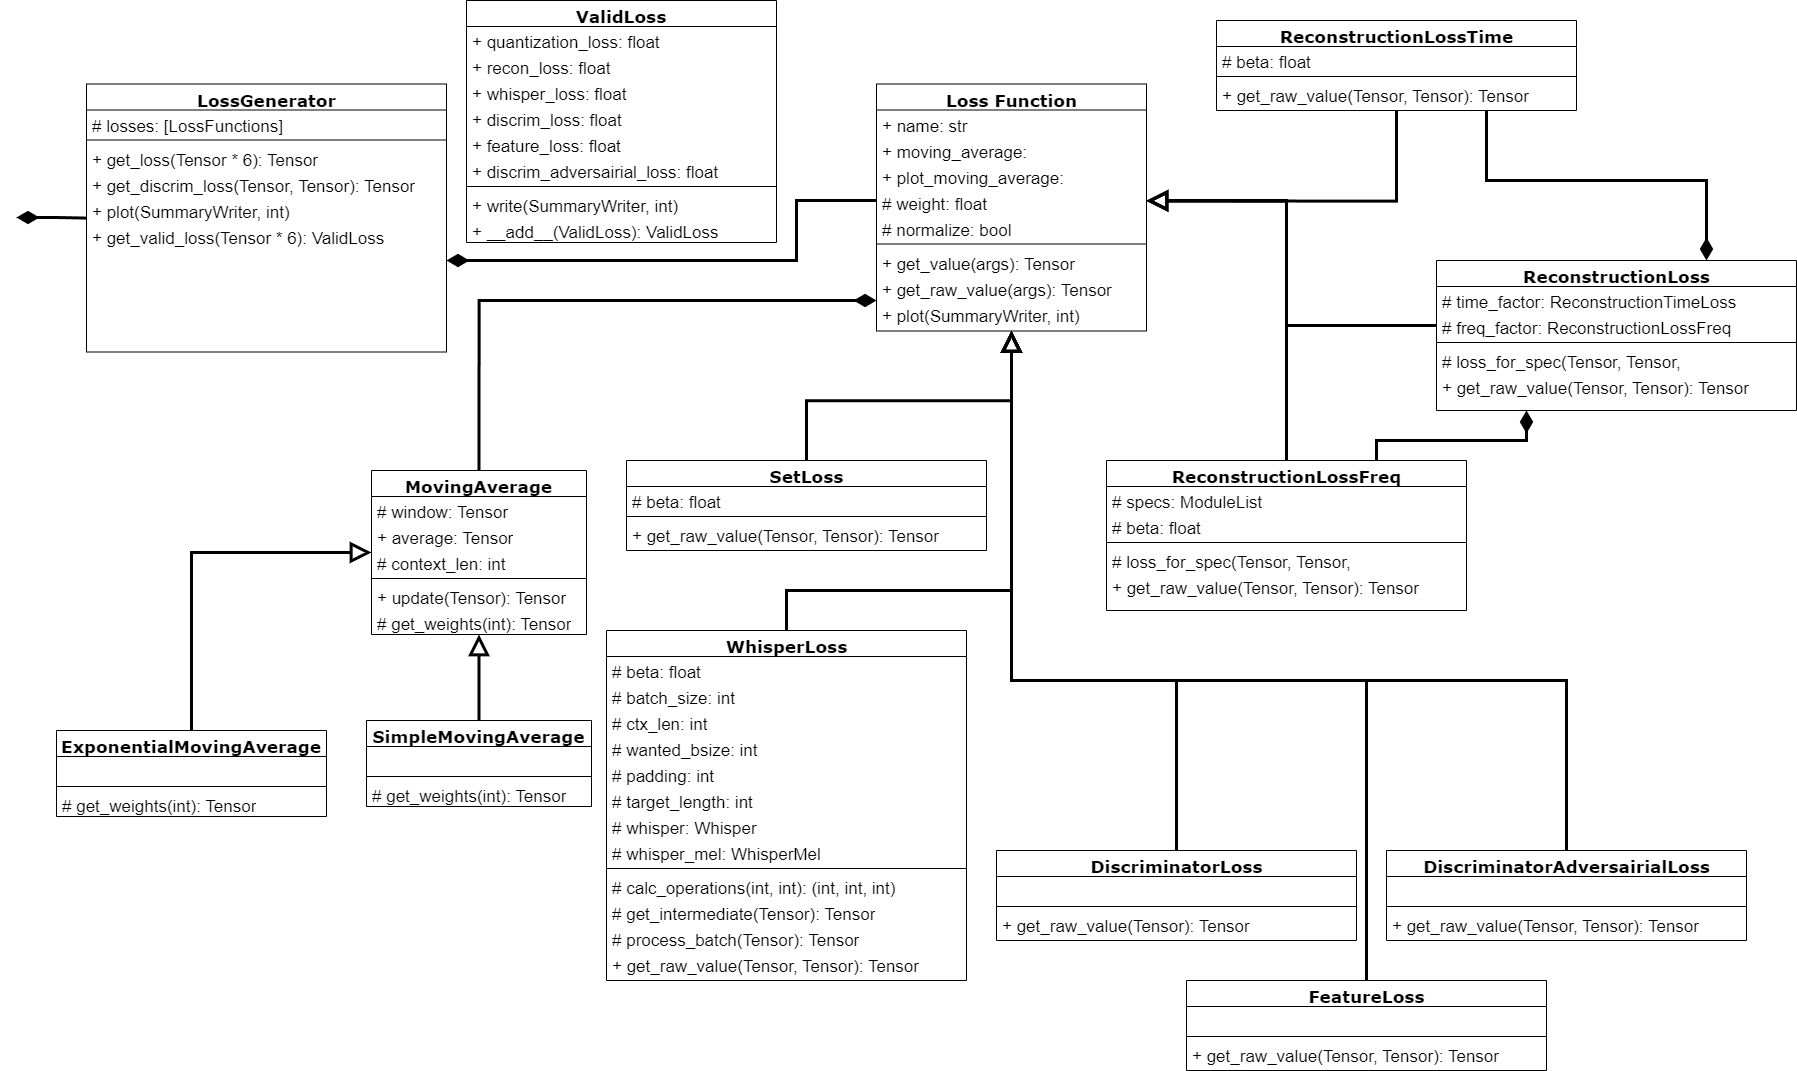 ValidLoss
+ quantization_loss: float
+ recon_loss: float
+ whisper_loss: float
+ discrim_loss: float
+ feature_loss: float
+ discrim_adversairial_loss: float
+ write(SummaryWriter, int)
+ __add__(ValidLoss): ValidLoss
LossGenerator
# losses: [LossFunctions]
+ get_loss(Tensor * 6): Tensor
+ get_discrim_loss(Tensor, Tensor): Tensor
+ plot(SummaryWriter, int)
+ get_valid_loss(Tensor * 6): ValidLoss
Loss Function
+ name: str
+ moving_average:
+ plot_moving_average:
# weight: float
# normalize: bool
+ get_value(args): Tensor
+ get_raw_value(args): Tensor
+ plot(SummaryWriter, int)
ReconstructionLossTime
# beta: float
+ get_raw_value(Tensor, Tensor): Tensor
ReconstructionLoss
# time_factor: ReconstructionTimeLoss
# freq_factor: ReconstructionLossFreq
# loss_for_spec(Tensor, Tensor,
+ get_raw_value(Tensor, Tensor): Tensor
MovingAverage
# window: Tensor
+ average: Tensor
# context_len: int
+ update(Tensor): Tensor
# get_weights(int): Tensor
SetLoss
# beta: float
+ get_raw_value(Tensor, Tensor): Tensor
ReconstructionLossFreq
# specs: ModuleList
# beta: float
# loss_for_spec(Tensor, Tensor,
+ get_raw_value(Tensor, Tensor): Tensor
ExponentialMovingAverage
# get_weights(int): Tensor
SimpleMovingAverage
# get_weights(int): Tensor
WhisperLoss
# beta: float
# batch_size: int
# ctx_len: int
# wanted_bsize: int
# padding: int
# target_length: int
# whisper: Whisper
# whisper_mel: WhisperMel
# calc_operations(int, int): (int, int, int)
# get_intermediate(Tensor): Tensor
# process_batch(Tensor): Tensor
+ get_raw_value(Tensor, Tensor): Tensor
DiscriminatorLoss
+ get_raw_value(Tensor): Tensor
DiscriminatorAdversairialLoss
+ get_raw_value(Tensor, Tensor): Tensor
FeatureLoss
+ get_raw_value(Tensor, Tensor): Tensor